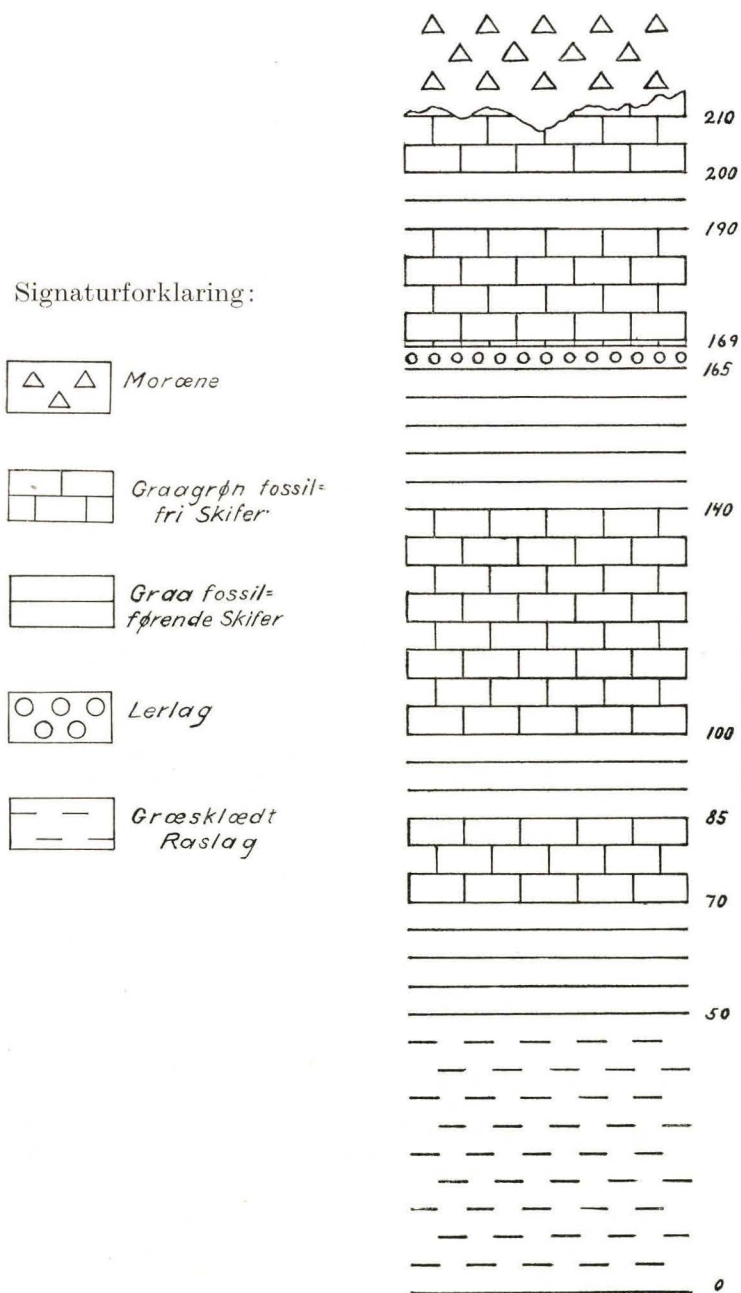 Signaturforklaring:
Moræne
Graagrøn fossil=
fri Skifer
Graa fossil=
førende Skifer
Lerlag
Græsklædt
Raslag
210
200
190
169
165
140
100
85
70
50
0